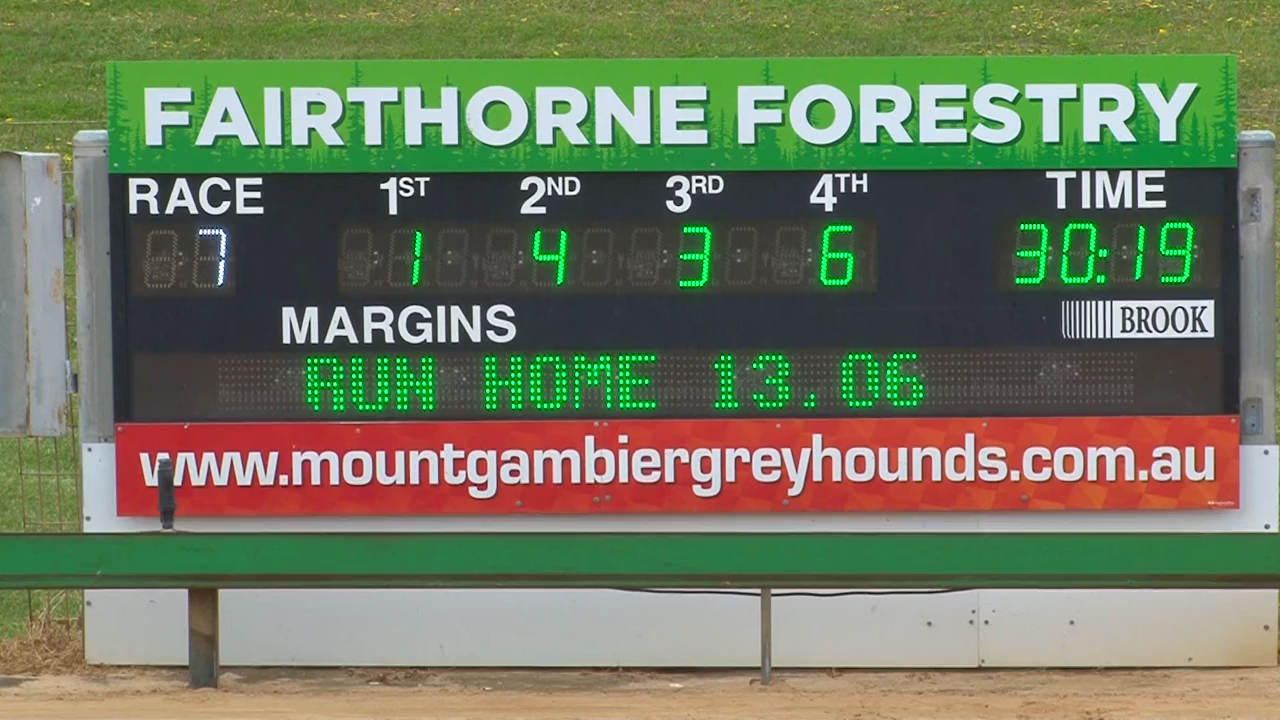 FAIRTHORNE FORESTRY
RACE 1ST 2ND 3RD 4TH TIME
7 1 4 3 6 30:19
MARGINS BROOK
RUN HOME 13.06
www.mountgambiergreyhounds.com.au